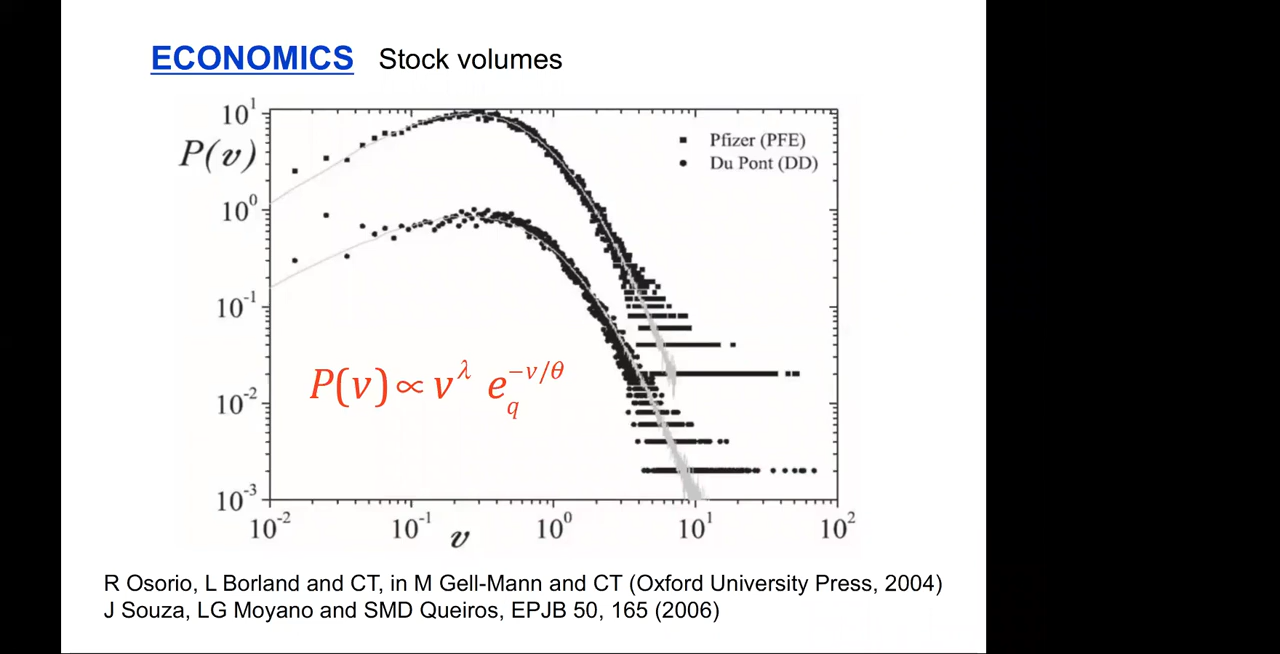 ECONOMICS Stock volumes
10^1
P(v)
Pfizer (PFE)
Du Pont (DD)
10^0
10^-1
P(v) ∝ v^λ e_q^{-v/θ}
10^-2
10^-3
10^-2 10^-1 v 10^0 10^1 10^2
R Osorio, L Borland and CT, in M Gell-Mann and CT (Oxford University Press, 2004)
J Souza, LG Moyano and SMD Queiros, EPJB 50, 165 (2006)